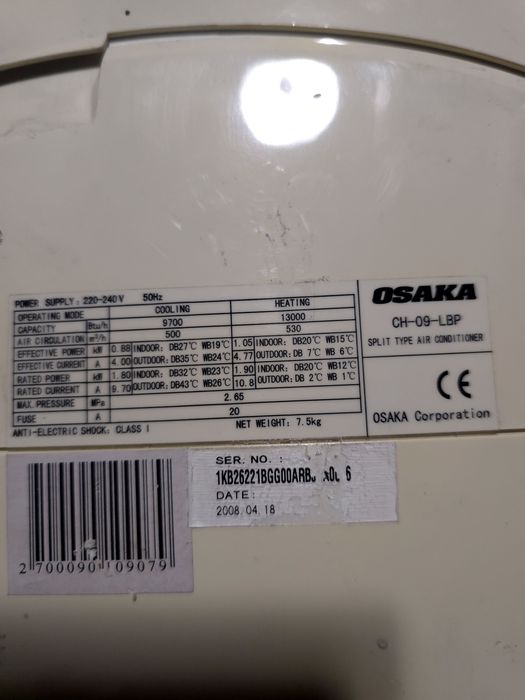 POWER SUPPLY: 220-240V 50Hz
OPERATING MODE COOLING HEATING
CAPACITY Btu/h 9700 13000
AIR CIRCULATION m³/h 500 530
EFFECTIVE POWER kW 0.88 INDOOR: DB27℃ WB19℃ 1.05 INDOOR: DB20℃ WB15℃
EFFECTIVE CURRENT A 4.00 OUTDOOR: DB35℃ WB24℃ 4.77 OUTDOOR: DB 7℃ WB 6℃
RATED POWER kW 1.80 INDOOR: DB32℃ WB23℃ 1.90 INDOOR: DB20℃ WB12℃
RATED CURRENT A 9.70 OUTDOOR: DB43℃ WB26℃ 10.8 OUTDOOR: DB 2℃ WB 1℃
MAX. PRESSURE MPa 2.65
FUSE A 20
ANTI-ELECTRIC SHOCK: CLASS I NET WEIGHT: 7.5kg
OSAKA
CH-09-LBP
SPLIT TYPE AIR CONDITIONER
CE
OSAKA Corporation
SER. NO. :
DATE:
2008.04.18
2 700090 109079